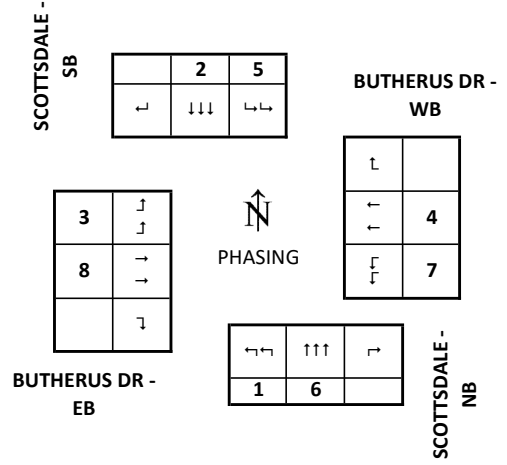 SCOTTSDALE -
SB
2 5
↵ ↓↓↓ ↳↳
BUTHERUS DR -
WB
3
8
↑
↑
→
→
N
PHASING
←
←
4
7
BUTHERUS DR -
EB
↰↰ ↑↑↑ ↱
1 6
SCOTTSDALE -
NB